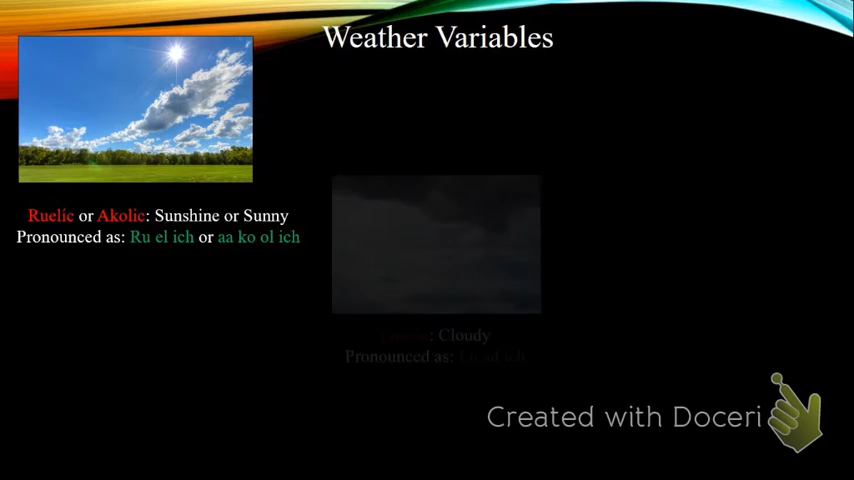 Weather Variables
Ruelíc or Akolic: Sunshine or Sunny
Pronounced as: Ru el ich or aa ko ol ich
: Cloudy
Pronounced as:
Created with Doceri